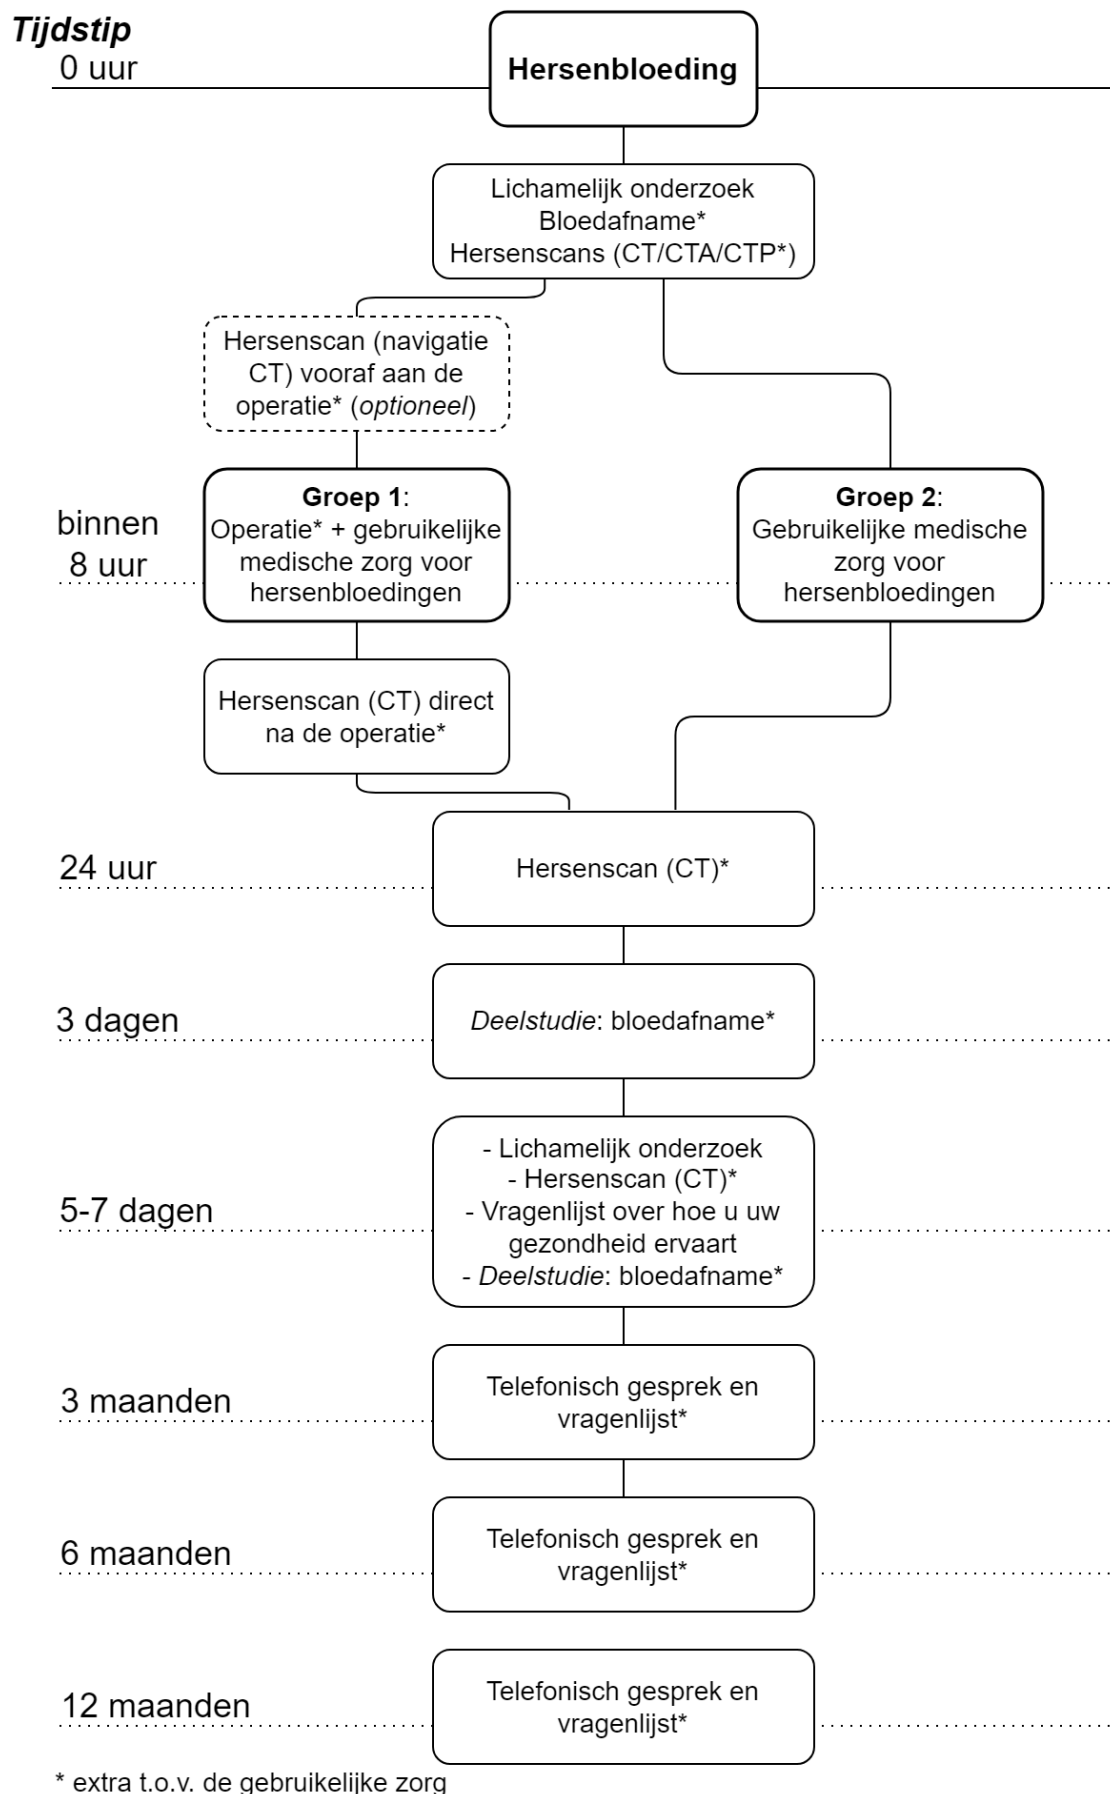 Tijdstip
0 uur
Hersenbloeding
Lichamelijk onderzoek
Bloedafname*
Hersenscans (CT/CTA/CTP*)
Hersenscan (navigatie
CT) vooraf aan de
operatie* (optioneel)
binnen
8 uur
Groep 1:
Operatie* + gebruikelijke
medische zorg voor
hersenbloedingen
Groep 2:
Gebruikelijke medische
zorg voor
hersenbloedingen
Hersenscan (CT) direct
na de operatie*
24 uur
Hersenscan (CT)*
3 dagen
Deelstudie: bloedafname*
5-7 dagen
- Lichamelijk onderzoek
- Hersenscan (CT)*
- Vragenlijst over hoe u uw
gezondheid ervaart
- Deelstudie: bloedafname*
3 maanden
Telefonisch gesprek en
vragenlijst*
6 maanden
Telefonisch gesprek en
vragenlijst*
12 maanden
Telefonisch gesprek en
vragenlijst*
* extra t.o.v. de gebruikelijke zorg